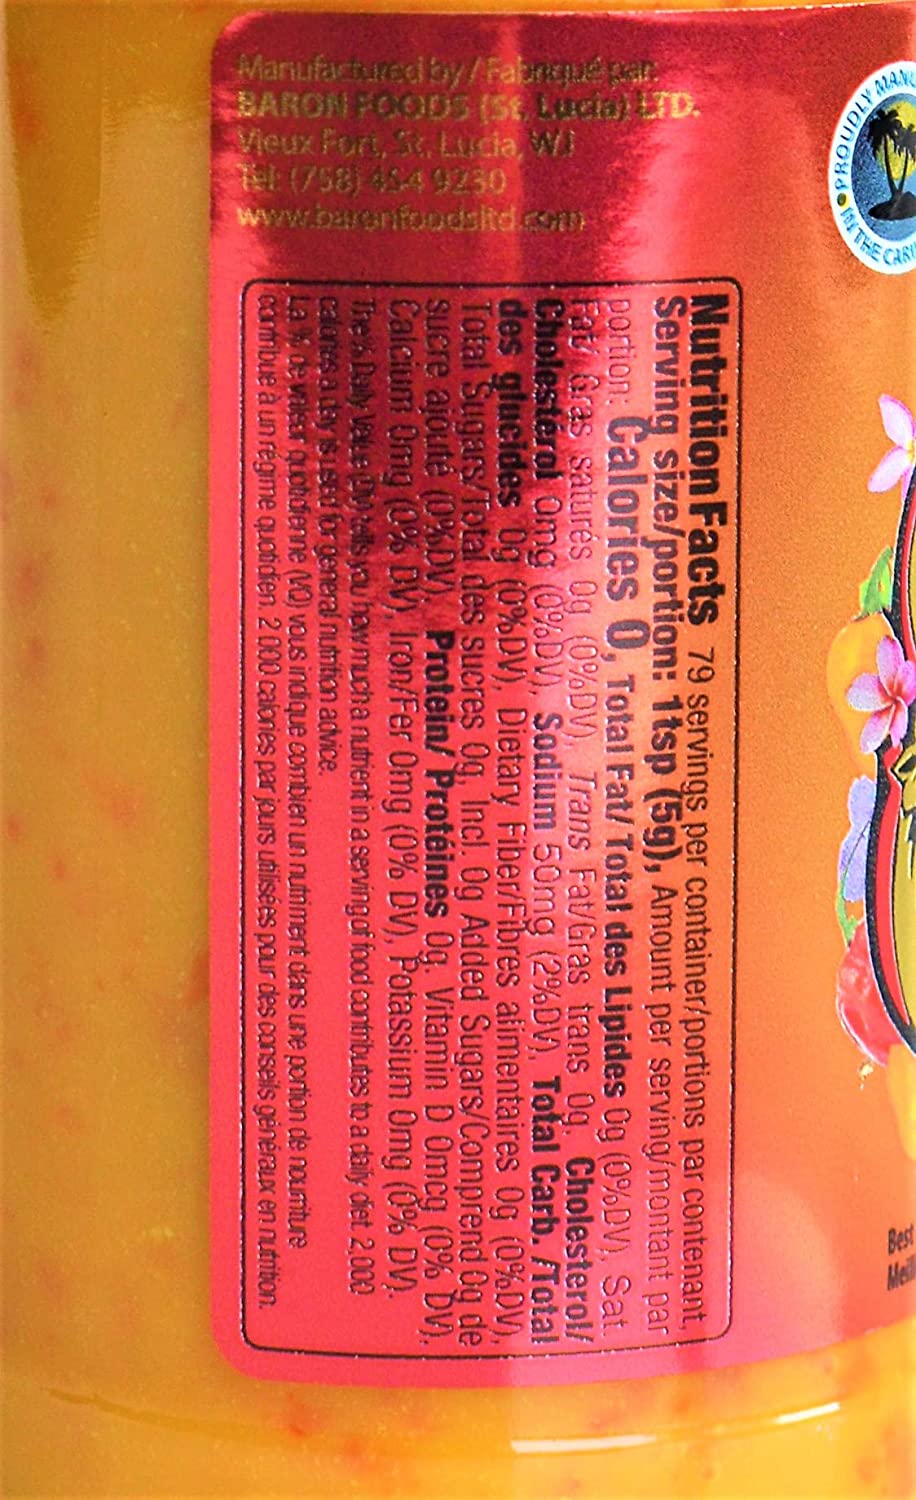 Manufactured by / Fabriqué par:
BARON FOODS (St. Lucia) LTD.
Vieux Fort, St. Lucia, W.I
Tel: (758) 454 9230
www.baronfoodsltd.com
PROUDLY MANU
IN THE CARI
Nutrition Facts 79 servings per container/portions par contenant,
Serving size/portion: 1tsp (5g), Amount per serving/montant par
portion: Calories 0, Total Fat/ Total des Lipides 0g (0%DV), Sat.
Fat/ Gras saturés 0g (0%DV), Trans Fat/Gras trans 0g, Cholesterol/
Cholestérol 0mg (0%DV), Sodium 50mg (2%DV), Total Carb. /Total
des glucides 0g (0%DV), Dietary Fiber/Fibres alimentaires 0g (0%DV),
Total Sugars/Total des sucres 0g, Incl. 0g Added Sugars/Comprend 0g de
sucre ajouté (0%DV), Protein/ Protéines 0g. Vitamin D 0mcg (0% DV),
Calcium 0mg (0% DV), Iron/Fer 0mg (0% DV), Potassium 0mg (0% DV).
The % Daily Value (DV) tells you how much a nutrient in a serving of food contributes to a daily diet. 2,000
calories a day is used for general nutrition advice.
La % de valeur quotidienne (VQ) vous indique combien un nutriment dans une portion de nourriture
contribue à un régime quotidien. 2 000 calories par jours utilisées pour des conseils généraux en nutrition.
Best
Meil